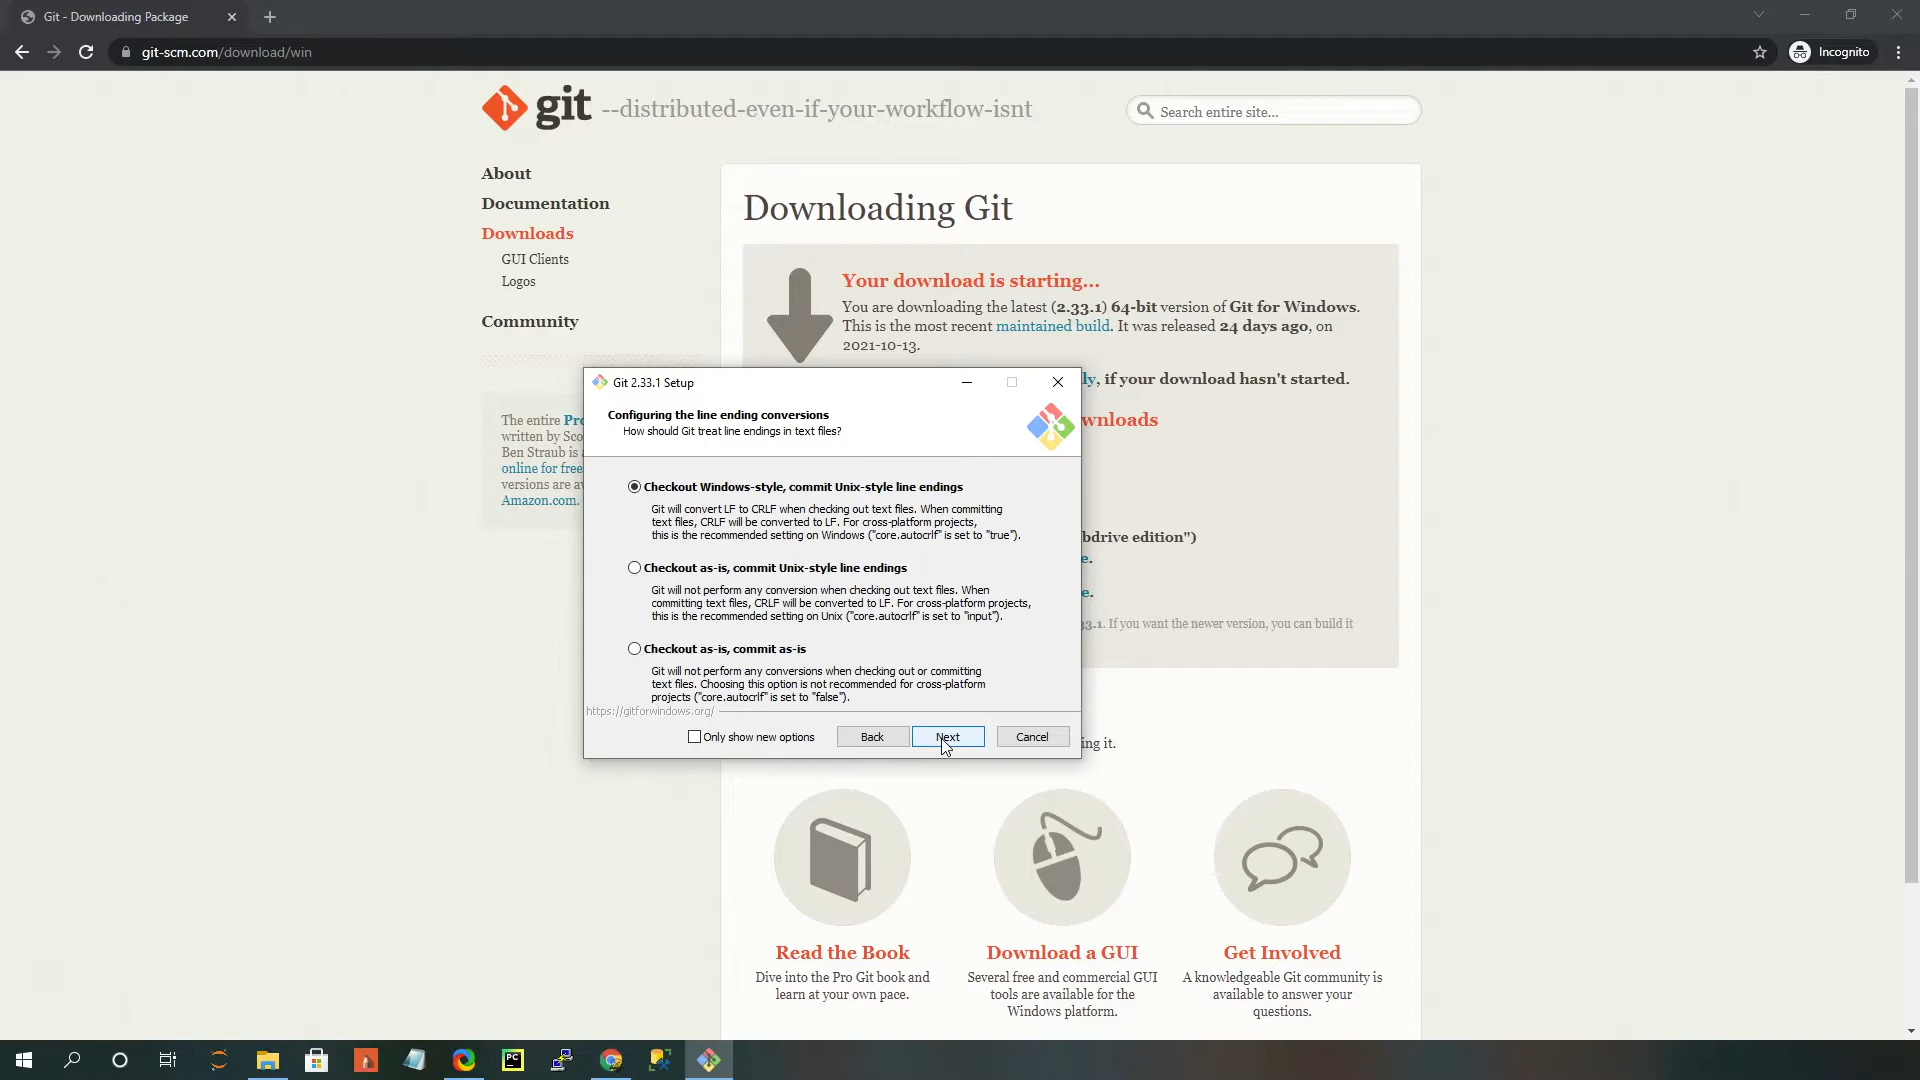 Git - Downloading Package
git-scm.com/download/win
Incognito
git --distributed-even-if-your-workflow-isnt
Search entire site...
About
Documentation
Downloads
GUI Clients
Logos
Community
The entire Pro
written by Sco
Ben Straub is
online for free
versions are av
Amazon.com.
Downloading Git
Your download is starting...
You are downloading the latest (2.33.1) 64-bit version of Git for Windows.
This is the most recent maintained build. It was released 24 days ago, on
2021-10-13.
ly, if your download hasn't started.
wnloads
bdrive edition")
e.
e.
33.1. If you want the newer version, you can build it
ing it.
Git 2.33.1 Setup
Configuring the line ending conversions
How should Git treat line endings in text files?
Checkout Windows-style, commit Unix-style line endings
Git will convert LF to CRLF when checking out text files. When committing
text files, CRLF will be converted to LF. For cross-platform projects,
this is the recommended setting on Windows ("core.autocrlf" is set to "true").
Checkout as-is, commit Unix-style line endings
Git will not perform any conversion when checking out text files. When
committing text files, CRLF will be converted to LF. For cross-platform projects,
this is the recommended setting on Unix ("core.autocrlf" is set to "input").
Checkout as-is, commit as-is
Git will not perform any conversions when checking out or committing
text files. Choosing this option is not recommended for cross-platform
projects ("core.autocrlf" is set to "false").
https://gitforwindows.org/
Only show new options
Back
Next
Cancel
Read the Book
Dive into the Pro Git book and
learn at your own pace.
Download a GUI
Several free and commercial GUI
tools are available for the
Windows platform.
Get Involved
A knowledgeable Git community is
available to answer your
questions.
PC